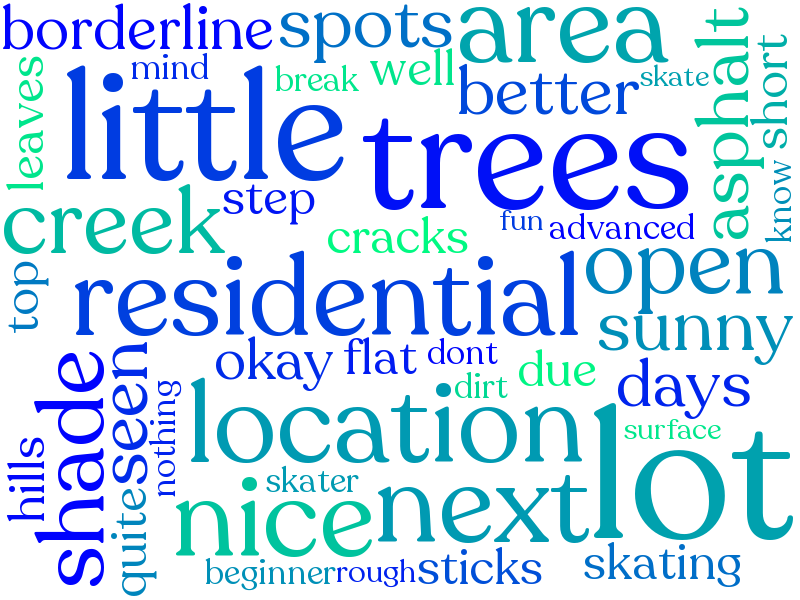 borderline
spots
area
asphalt
short
mind
well
break
better
skate
leaves
little
trees
know
step
creek
cracks
fun
advanced
top
residential
open
sunny
okay
flat
dont
due
days
dirt
shade
seen
nothing
location
lot
surface
hills
quite
nice
skater
next
beginner
rough
sticks
skating